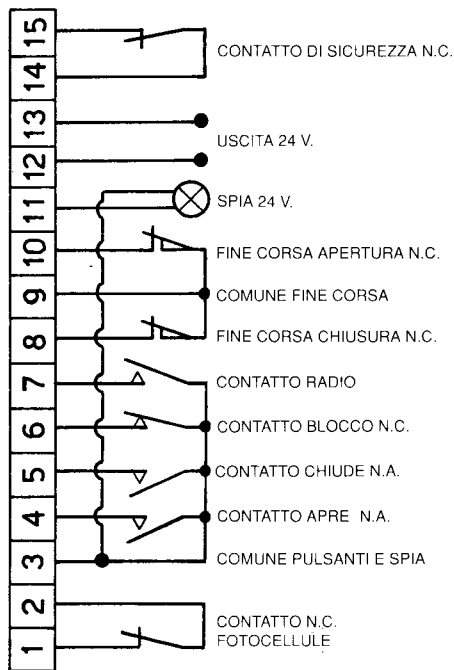 15
CONTATTO DI SICUREZZA N.C.
14
13
USCITA 24 V.
12
SPIA 24 V.
11
10
FINE CORSA APERTURA N.C.
9
COMUNE FINE CORSA
8
FINE CORSA CHIUSURA N.C.
7
CONTATTO RADIO
6
CONTATTO BLOCCO N.C.
5
CONTATTO CHIUDE N.A.
4
CONTATTO APRE N.A.
3
COMUNE PULSANTI E SPIA
2
CONTATTO N.C.
FOTOCELLULE
1